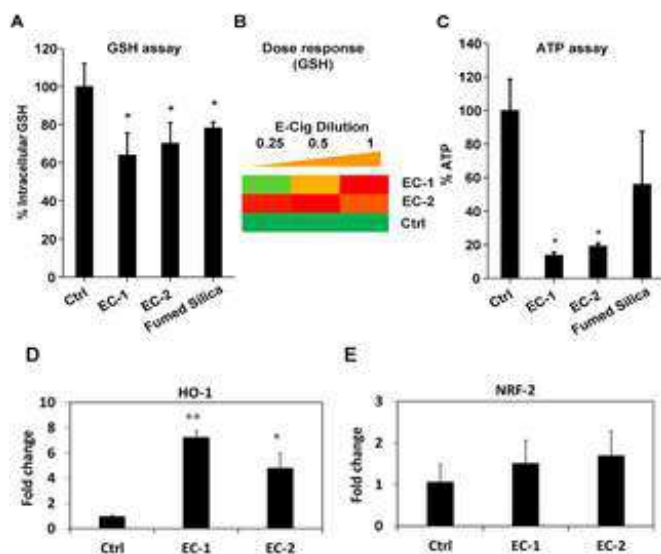 A
GSH assay
% Intracellular GSH
120
100
80
60
40
20
0
*
*
*
Ctrl
EC-1
EC-2
Fumed Silica
B
Dose response
(GSH)
E-Cig Dilution
0.25 0.5 1
EC-1
EC-2
Ctrl
C
ATP assay
% ATP
140
120
100
80
60
40
20
0
*
*
Ctrl
EC-1
EC-2
Fumed Silica
D
HO-1
Fold change
10
8
6
4
2
0
**
*
Ctrl EC-1 EC-2
E
NRF-2
Fold change
3
2
1
0
Ctrl EC-1 EC-2